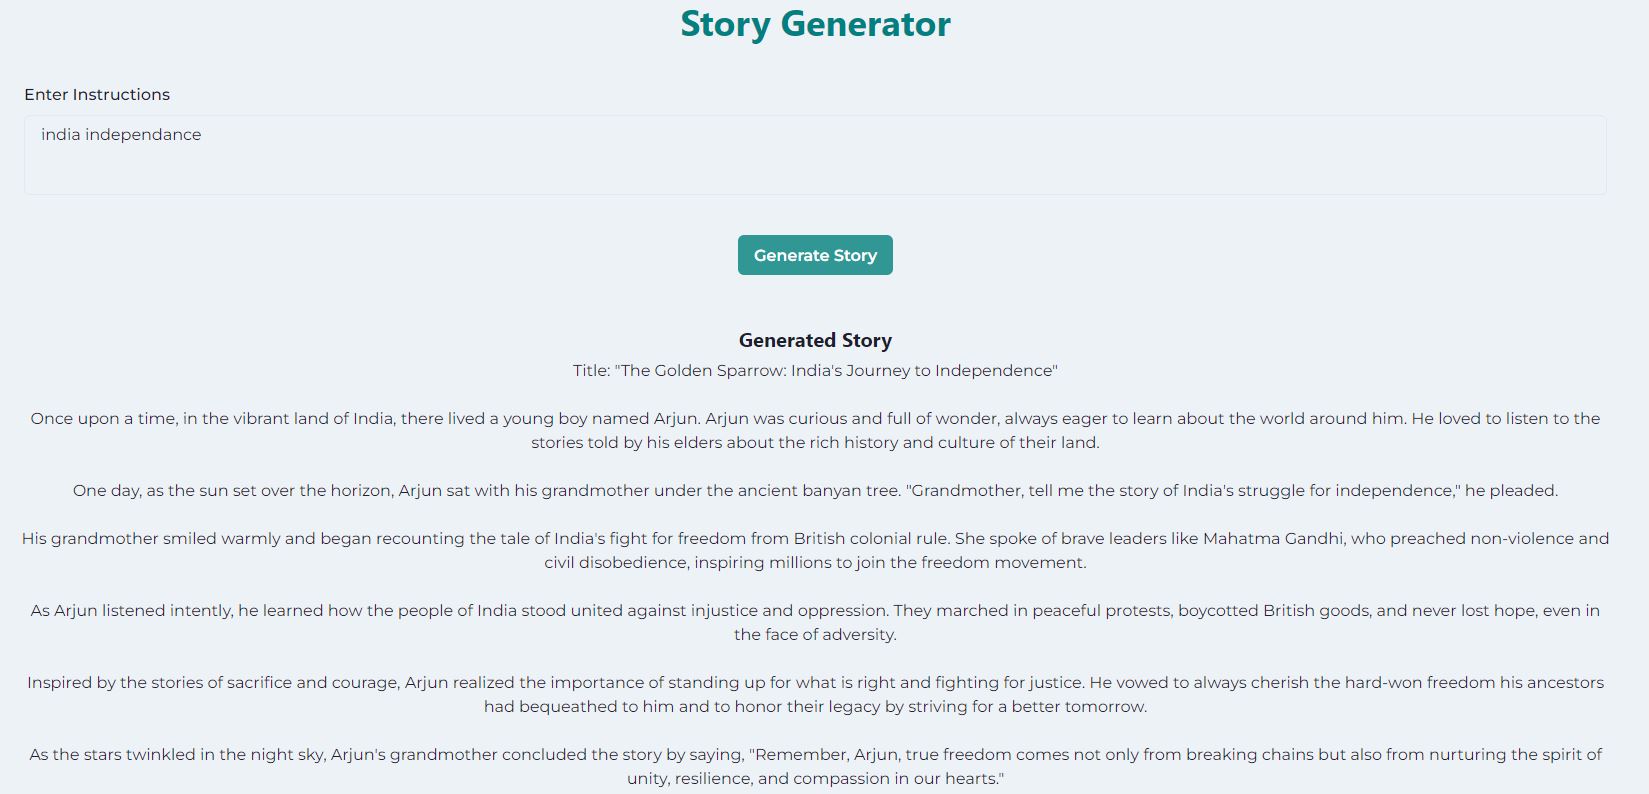 Story Generator
Enter Instructions
india independance
Generate Story
Generated Story
Title: "The Golden Sparrow: India's Journey to Independence"
Once upon a time, in the vibrant land of India, there lived a young boy named Arjun. Arjun was curious and full of wonder, always eager to learn about the world around him. He loved to listen to the
stories told by his elders about the rich history and culture of their land.
One day, as the sun set over the horizon, Arjun sat with his grandmother under the ancient banyan tree. "Grandmother, tell me the story of India's struggle for independence," he pleaded.
His grandmother smiled warmly and began recounting the tale of India's fight for freedom from British colonial rule. She spoke of brave leaders like Mahatma Gandhi, who preached non-violence and
civil disobedience, inspiring millions to join the freedom movement.
As Arjun listened intently, he learned how the people of India stood united against injustice and oppression. They marched in peaceful protests, boycotted British goods, and never lost hope, even in
the face of adversity.
Inspired by the stories of sacrifice and courage, Arjun realized the importance of standing up for what is right and fighting for justice. He vowed to always cherish the hard-won freedom his ancestors
had bequeathed to him and to honor their legacy by striving for a better tomorrow.
As the stars twinkled in the night sky, Arjun's grandmother concluded the story by saying, "Remember, Arjun, true freedom comes not only from breaking chains but also from nurturing the spirit of
unity, resilience, and compassion in our hearts."